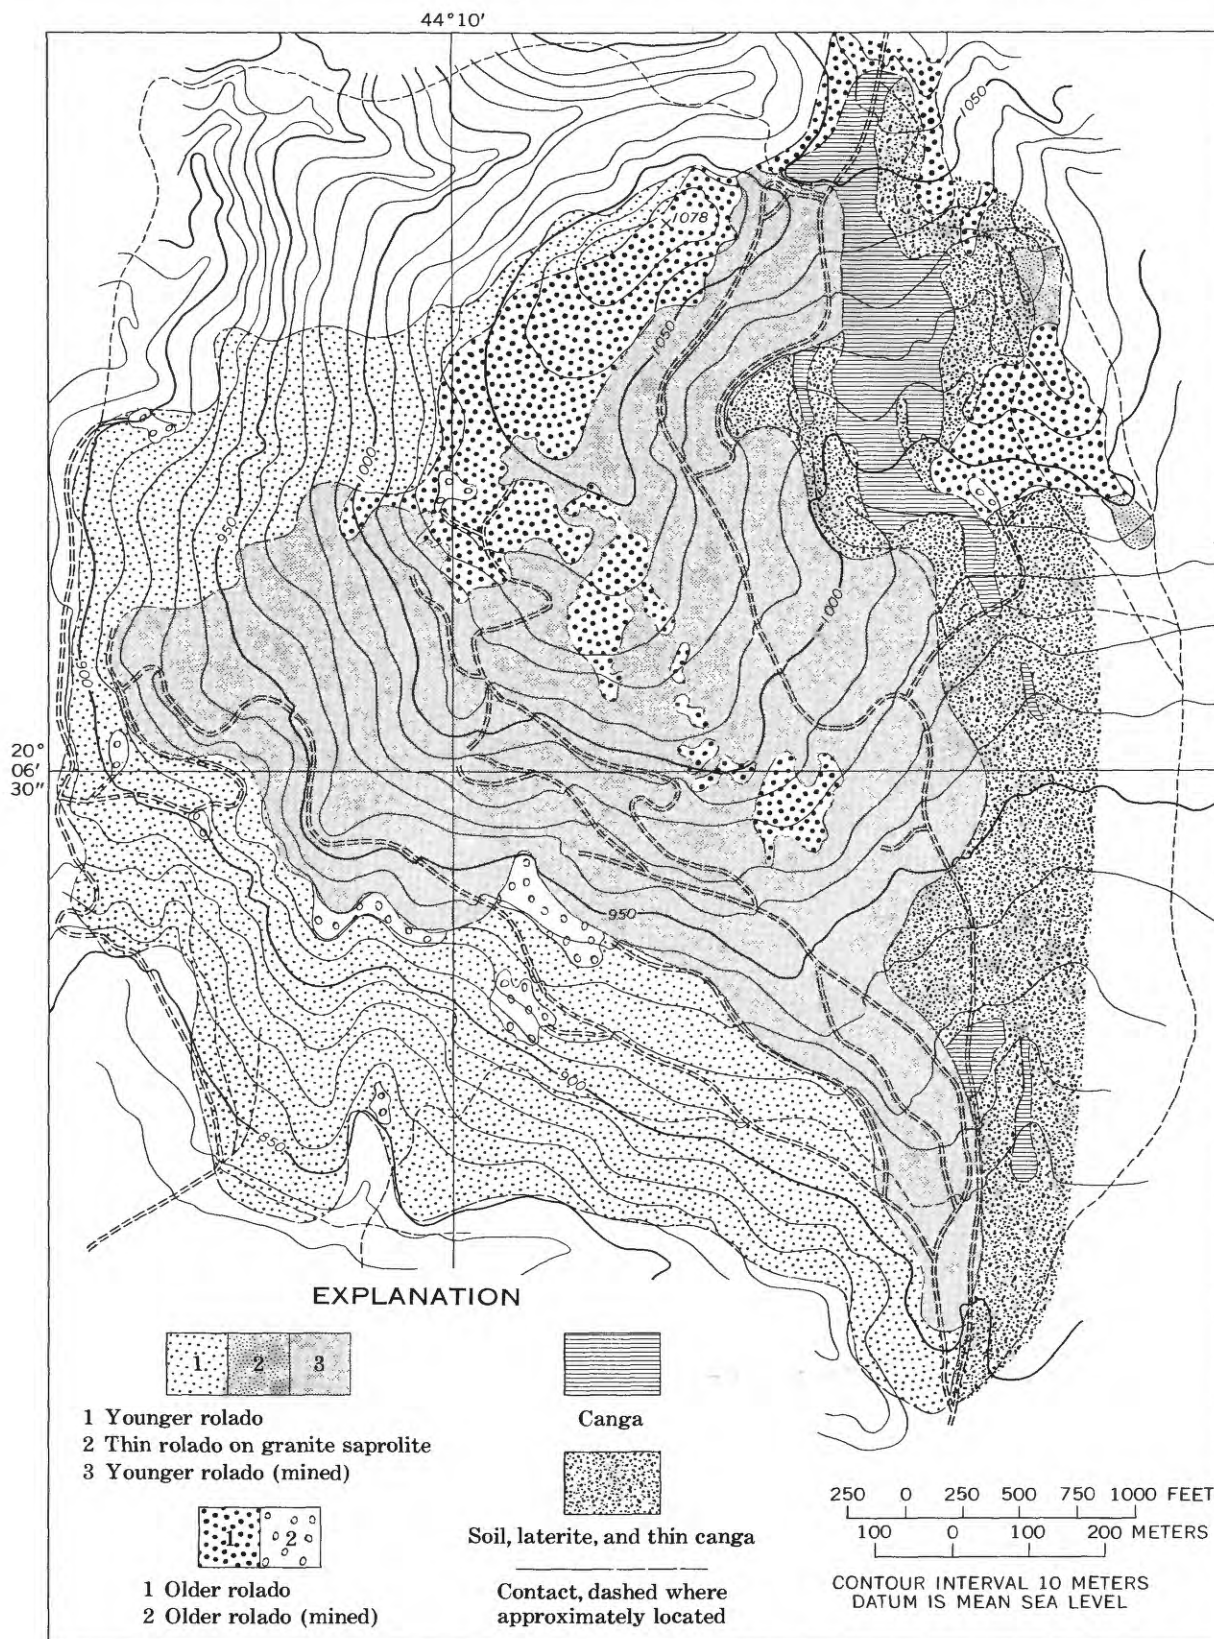 44°10′
1050
1078
1050
1000
950
1000
900
20°
06′
30″
950
900
850
EXPLANATION
1 2 3
1 Younger rolado
2 Thin rolado on granite saprolite
3 Younger rolado (mined)
1 2
1 Older rolado
2 Older rolado (mined)
Canga
Soil, laterite, and thin canga
Contact, dashed where
approximately located
250 0 250 500 750 1000 FEET
100 0 100 200 METERS
CONTOUR INTERVAL 10 METERS
DATUM IS MEAN SEA LEVEL